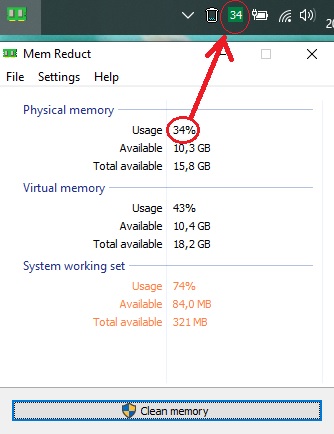 34
20
Mem Reduct
File Settings Help
Physical memory
Usage 34%
Available 10,3 GB
Total available 15,8 GB
Virtual memory
Usage 43%
Available 10,4 GB
Total available 18,2 GB
System working set
Usage 74%
Available 84,0 MB
Total available 321 MB
Clean memory